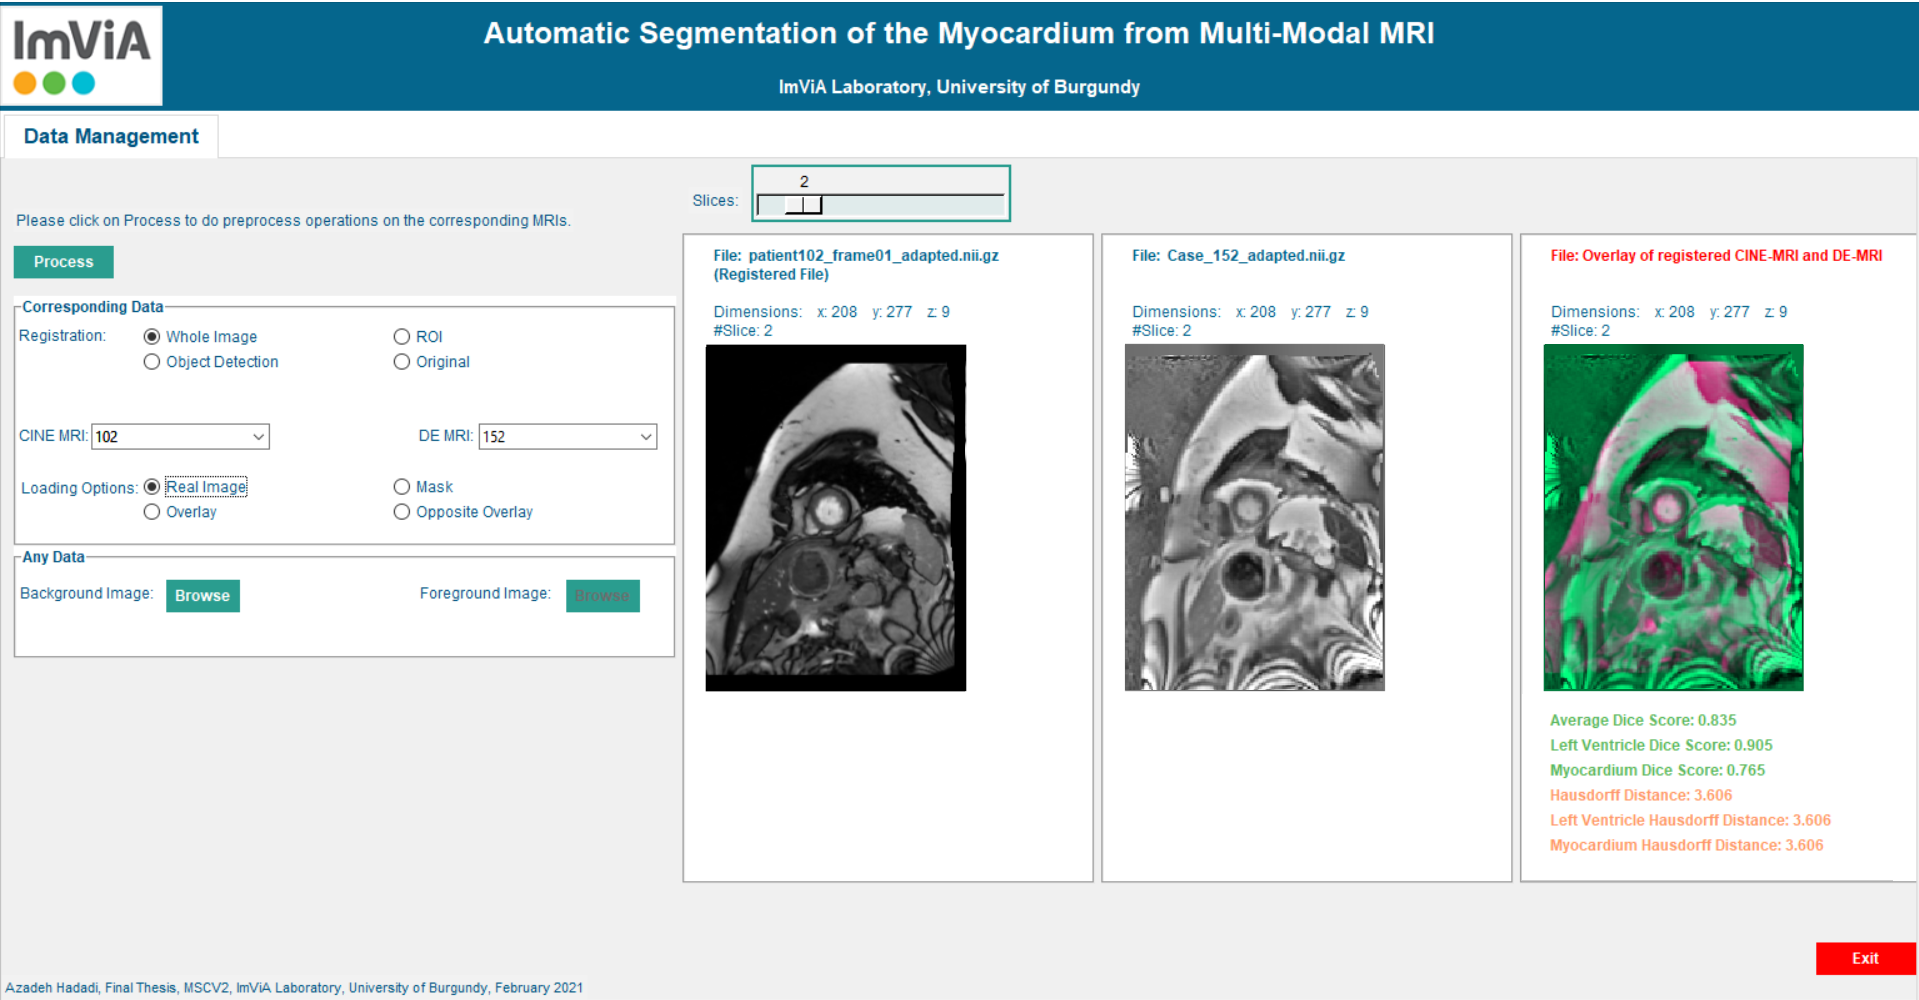 ImViA
Automatic Segmentation of the Myocardium from Multi-Modal MRI
ImViA Laboratory, University of Burgundy
Data Management
Slices:
2
Please click on Process to do preprocess operations on the corresponding MRIs.
Process
Corresponding Data
Registration: Whole Image ROI
Object Detection Original
CINE MRI: 102 DE MRI: 152
Loading Options: Real Image Mask
Overlay Opposite Overlay
Any Data
Background Image: Browse Foreground Image: Browse
File: patient102_frame01_adapted.nii.gz
(Registered File)
Dimensions: x: 208 y: 277 z: 9
#Slice: 2
File: Case_152_adapted.nii.gz
Dimensions: x: 208 y: 277 z: 9
#Slice: 2
File: Overlay of registered CINE-MRI and DE-MRI
Dimensions: x: 208 y: 277 z: 9
#Slice: 2
Average Dice Score: 0.835
Left Ventricle Dice Score: 0.905
Myocardium Dice Score: 0.765
Hausdorff Distance: 3.606
Left Ventricle Hausdorff Distance: 3.606
Myocardium Hausdorff Distance: 3.606
Exit
Azadeh Hadadi, Final Thesis, MSCV2, ImViA Laboratory, University of Burgundy, February 2021